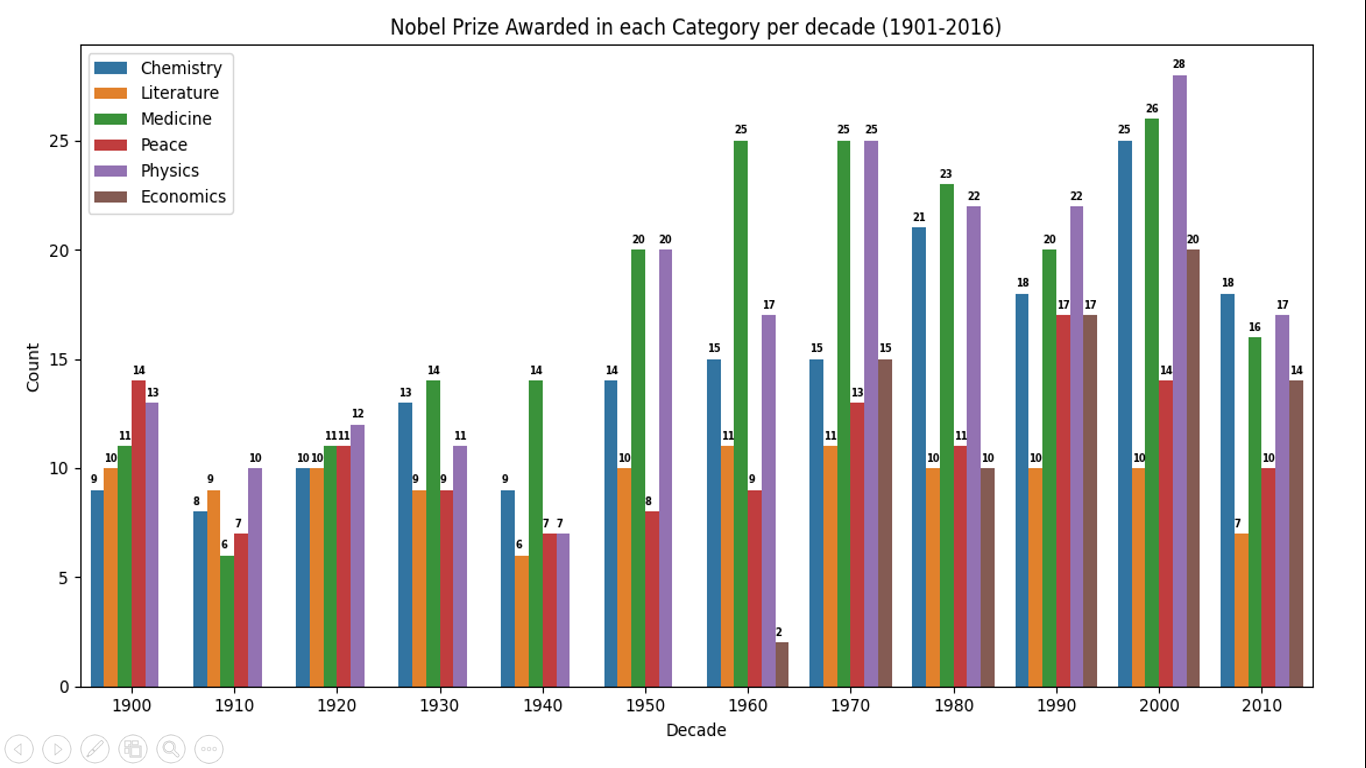 Nobel Prize Awarded in each Category per decade (1901-2016)
Chemistry
Literature
Medicine
Peace
Physics
Economics
Count
25
20
15
10
5
0
9 10 11 14 13
8 9 6 7 10
10 10 11 11 12
13 9 14 9 11
9 6 14 7 7
14 10 20 8 20
15 11 25 9 17 2
15 11 25 13 25 15
21 10 23 11 22 10
18 10 20 17 22 17
25 10 26 14 28 20
18 7 16 10 17 14
1900 1910 1920 1930 1940 1950 1960 1970 1980 1990 2000 2010
Decade